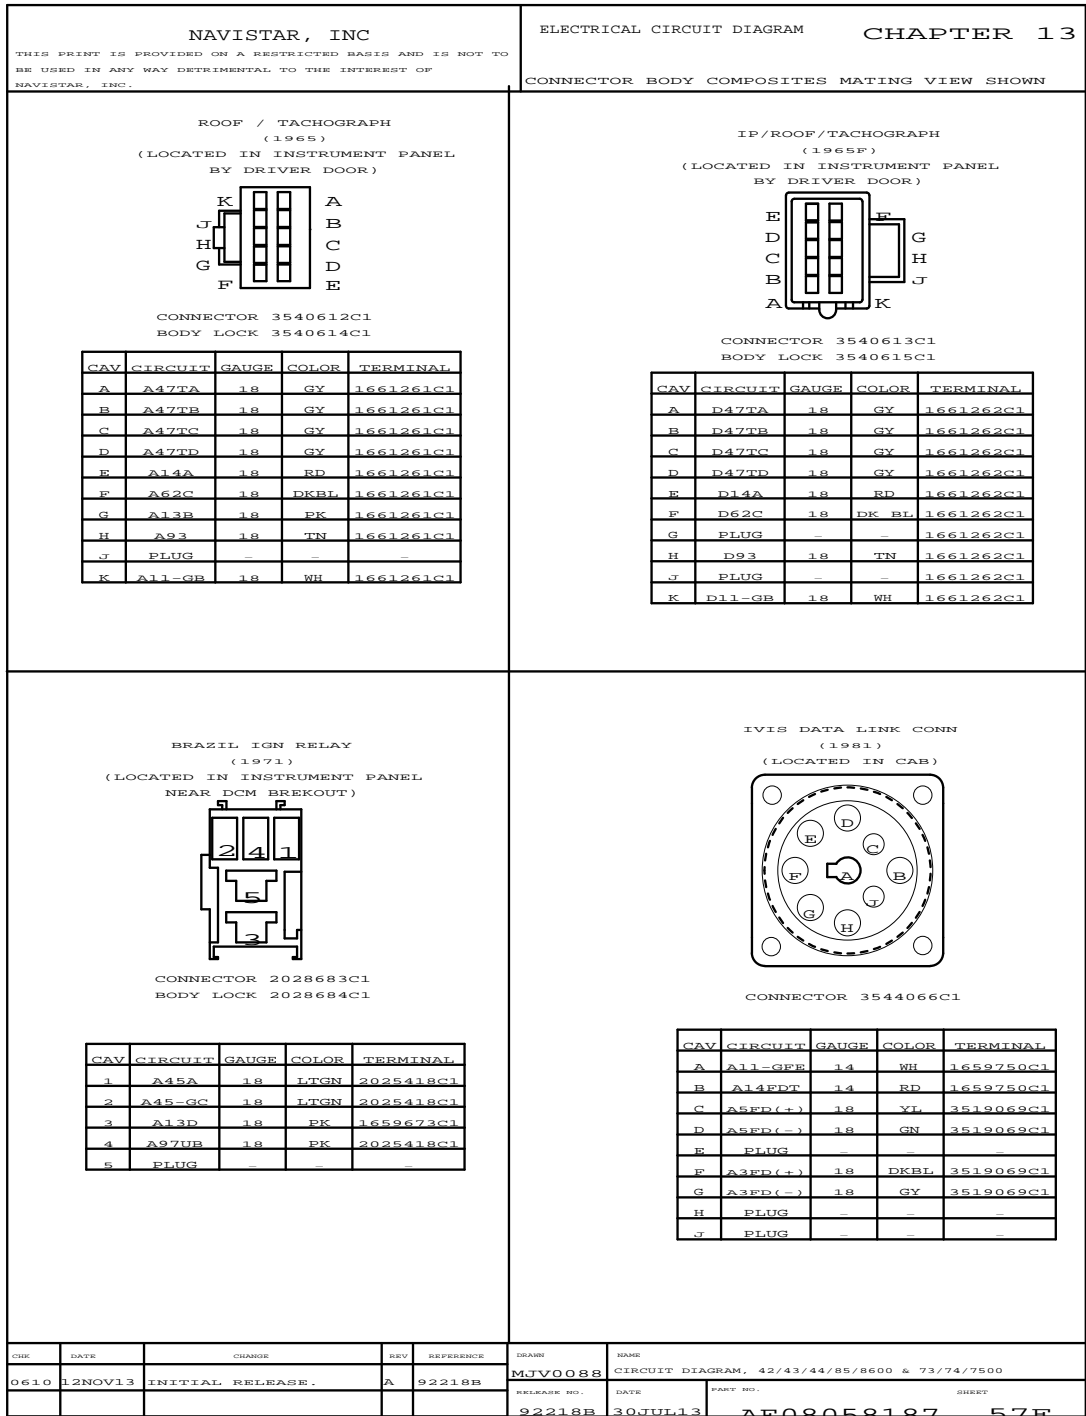 NAVISTAR, INC
THIS PRINT IS PROVIDED ON A RESTRICTED BASIS AND IS NOT TO
BE USED IN ANY WAY DETRIMENTAL TO THE INTEREST OF
NAVISTAR, INC.
ELECTRICAL CIRCUIT DIAGRAM
CHAPTER 13
CONNECTOR BODY COMPOSITES MATING VIEW SHOWN
ROOF / TACHOGRAPH
(1965)
(LOCATED IN INSTRUMENT PANEL
BY DRIVER DOOR)
K A
J B
H C
G D
F E
CONNECTOR 3540612C1
BODY LOCK 3540614C1
CAV CIRCUIT GAUGE COLOR TERMINAL
A A47TA 18 GY 1661261C1
B A47TB 18 GY 1661261C1
C A47TC 18 GY 1661261C1
D A47TD 18 GY 1661261C1
E A14A 18 RD 1661261C1
F A62C 18 DKBL 1661261C1
G A13B 18 PK 1661261C1
H A93 18 TN 1661261C1
J PLUG - - -
K A11-GB 18 WH 1661261C1
IP/ROOF/TACHOGRAPH
(1965F)
(LOCATED IN INSTRUMENT PANEL
BY DRIVER DOOR)
E F
D G
C H
B J
A K
CONNECTOR 3540613C1
BODY LOCK 3540615C1
CAV CIRCUIT GAUGE COLOR TERMINAL
A D47TA 18 GY 1661262C1
B D47TB 18 GY 1661262C1
C D47TC 18 GY 1661262C1
D D47TD 18 GY 1661262C1
E D14A 18 RD 1661262C1
F D62C 18 DK BL 1661262C1
G PLUG - - 1661262C1
H D93 18 TN 1661262C1
J PLUG - - 1661262C1
K D11-GB 18 WH 1661262C1
BRAZIL IGN RELAY
(1971)
(LOCATED IN INSTRUMENT PANEL
NEAR DCM BREKOUT)
2 4 1
5
3
CONNECTOR 2028683C1
BODY LOCK 2028684C1
CAV CIRCUIT GAUGE COLOR TERMINAL
1 A45A 18 LTGN 2025418C1
2 A45-GC 18 LTGN 2025418C1
3 A13D 18 PK 1659673C1
4 A97UB 18 PK 2025418C1
5 PLUG - - -
IVIS DATA LINK CONN
(1981)
(LOCATED IN CAB)
D
E C
F A B
G J
H
CONNECTOR 3544066C1
CAV CIRCUIT GAUGE COLOR TERMINAL
A A11-GFE 14 WH 1659750C1
B A14FDT 14 RD 1659750C1
C A5FD(+) 18 YL 3519069C1
D A5FD(-) 18 GN 3519069C1
E PLUG - - -
F A3FD(+) 18 DKBL 3519069C1
G A3FD(-) 18 GY 3519069C1
H PLUG - - -
J PLUG - - -
CHK DATE CHANGE REV REFERENCE
0610 12NOV13 INITIAL RELEASE. A 92218B
DRAWN NAME
MJV0088 CIRCUIT DIAGRAM, 42/43/44/85/8600 & 73/74/7500
RELEASE NO. DATE PART NO. SHEET
92218B 30JUL13 AF08058187 57E